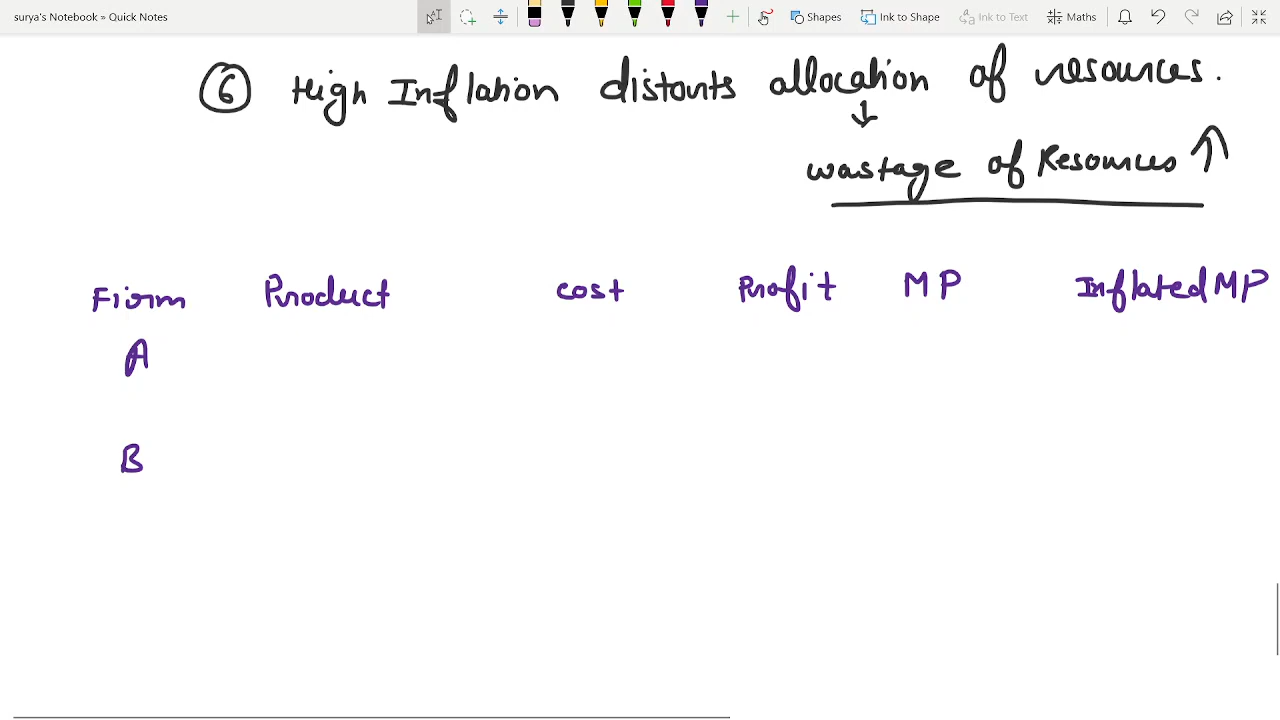 surya's Notebook » Quick Notes
Shapes Ink to Shape Ink to Text Maths
6 High Inflation distorts allocation of resources.
↓
wastage of Resources ↑
Firm Product cost Profit MP Inflated MP
A
B